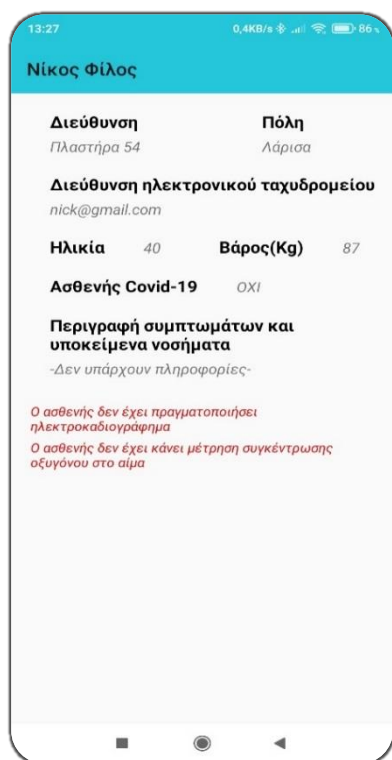 13:27 0,4KB/s 86%
Νίκος Φίλος
Διεύθυνση Πόλη
Πλαστήρα 54 Λάρισα
Διεύθυνση ηλεκτρονικού ταχυδρομείου
nick@gmail.com
Ηλικία 40 Βάρος(Kg) 87
Ασθενής Covid-19 ΟΧΙ
Περιγραφή συμπτωμάτων και
υποκείμενα νοσήματα
-Δεν υπάρχουν πληροφορίες-
Ο ασθενής δεν έχει πραγματοποιήσει
ηλεκτροκαδιογράφημα
Ο ασθενής δεν έχει κάνει μέτρηση συγκέντρωσης
οξυγόνου στο αίμα